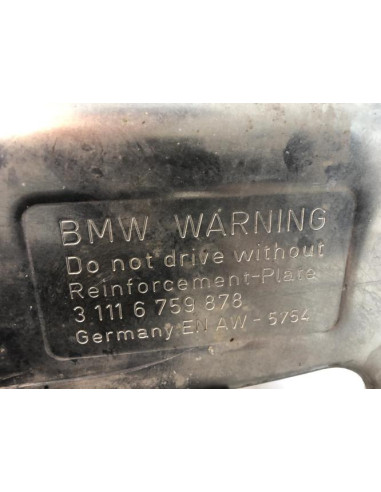 BMW WARNING
Do not drive without
Reinforcement-Plate
3 111 6 759 878
Germany:EN AW - 5754